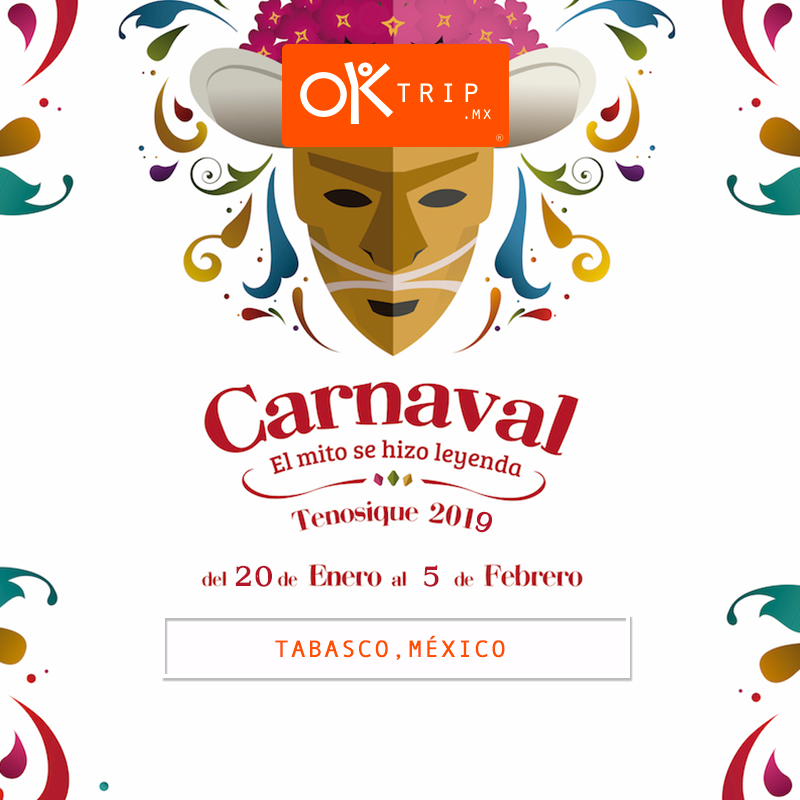 OK TRIP
.MX
®
Carnaval
El mito se hizo leyenda
Tenosique 2019
del 20 de Enero al 5 de Febrero
TABASCO,MÉXICO